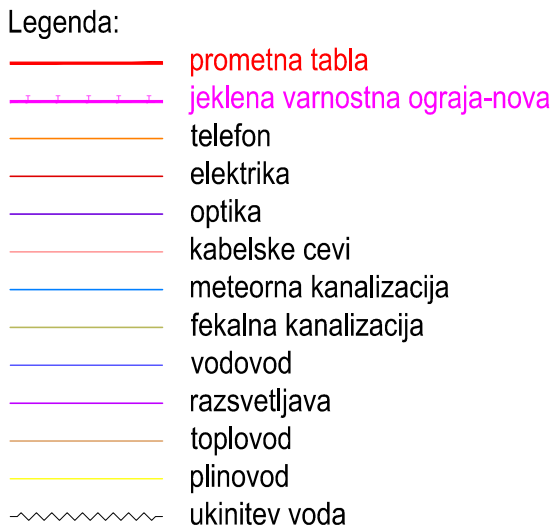 Legenda:
prometna tabla
jeklena varnostna ograja-nova
telefon
elektrika
optika
kabelske cevi
meteorna kanalizacija
fekalna kanalizacija
vodovod
razsvetljava
toplovod
plinovod
ukinitev voda